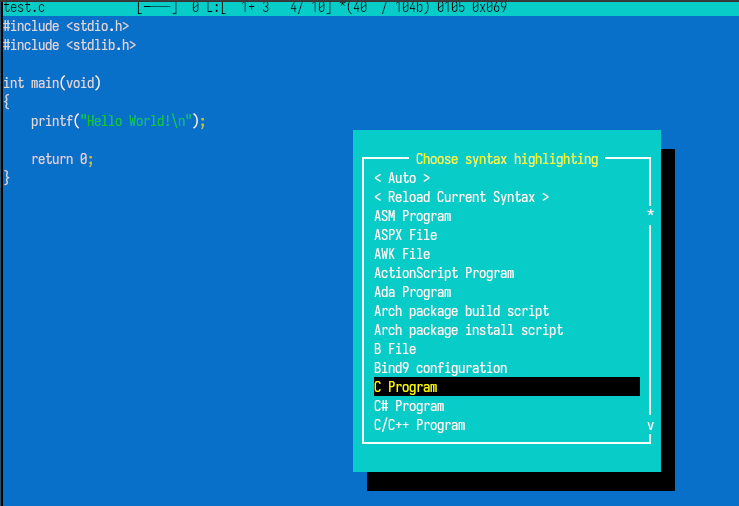 test.c [----] 0 L:[ 1+ 3 4/ 10] *(40 / 104b) 0105 0x069
#include <stdio.h>
#include <stdlib.h>
int main(void)
{
printf("Hello World!\n");
return 0;
}
Choose syntax highlighting
< Auto >
< Reload Current Syntax >
ASM Program
ASPX File
AWK File
ActionScript Program
Ada Program
Arch package build script
Arch package install script
B File
Bind9 configuration
C Program
C# Program
C/C++ Program